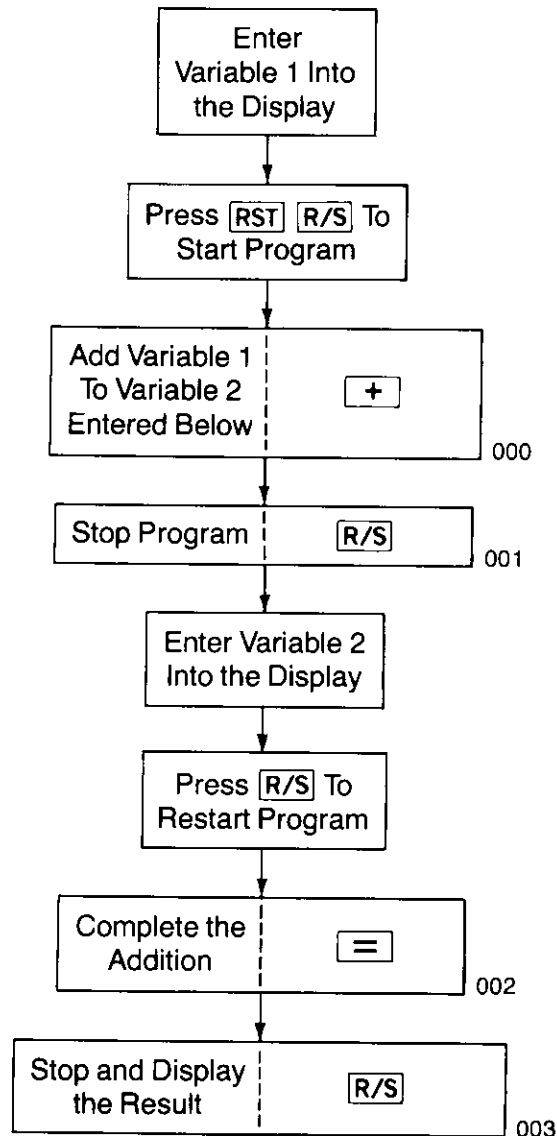 Enter
Variable 1 Into
the Display
Press RST R/S To
Start Program
Add Variable 1
To Variable 2
Entered Below
+
000
Stop Program
R/S
001
Enter Variable 2
Into the Display
Press R/S To
Restart Program
Complete the
Addition
=
002
Stop and Display
the Result
R/S
003